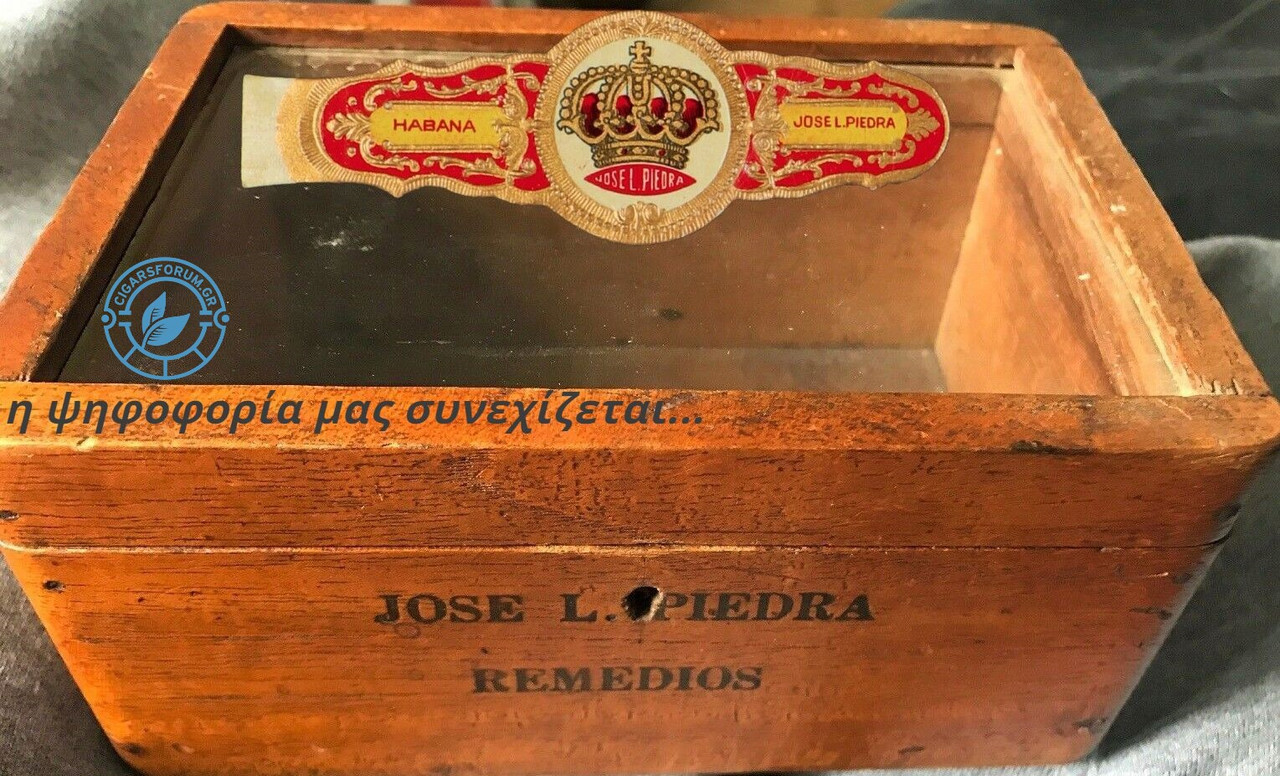 HABANA
JOSE L. PIEDRA
JOSE L. PIEDRA
CIGARSFORUM.GR
η ψηφοφορία μας συνεχίζεται...
JOSE L. PIEDRA
REMEDIOS